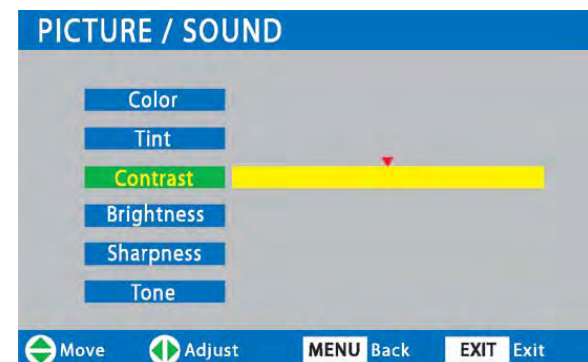 PICTURE / SOUND
Color
Tint
Contrast
Brightness
Sharpness
Tone
Move Adjust MENU Back EXIT Exit